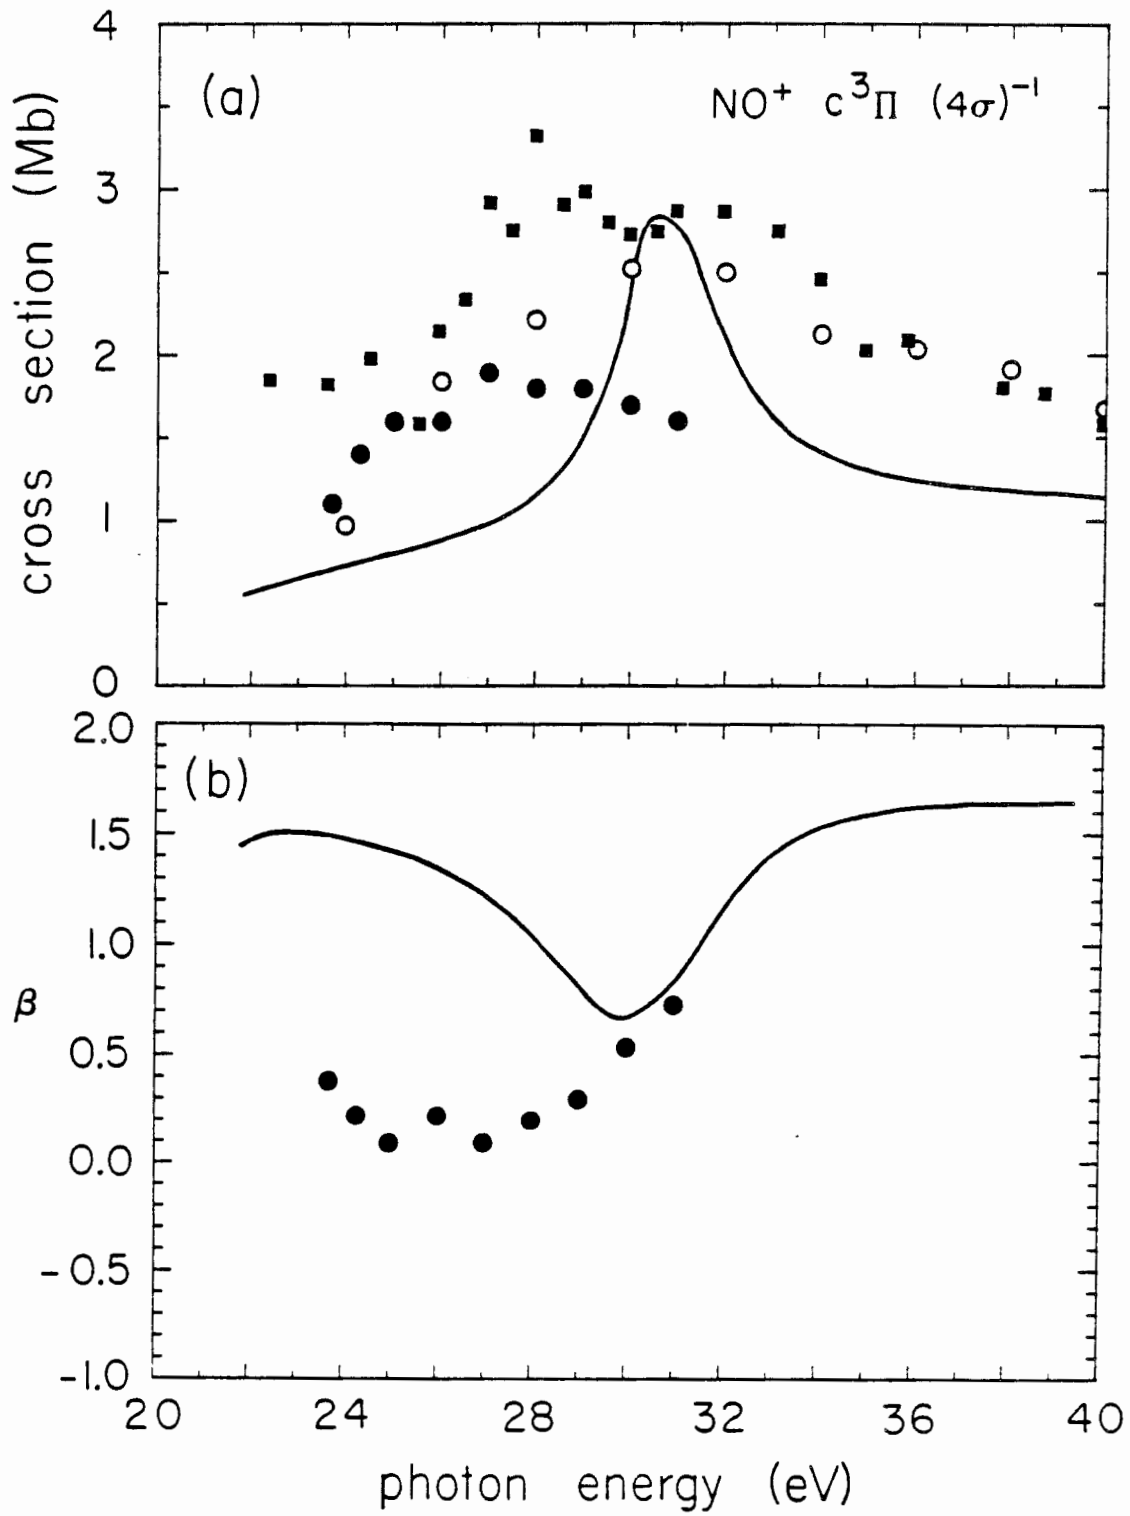 (a)
NO⁺ c³Π (4σ)⁻¹
4
3
2
1
0
cross section (Mb)
(b)
2.0
1.5
1.0
0.5
0.0
-0.5
-1.0
β
20 24 28 32 36 40
photon energy (eV)